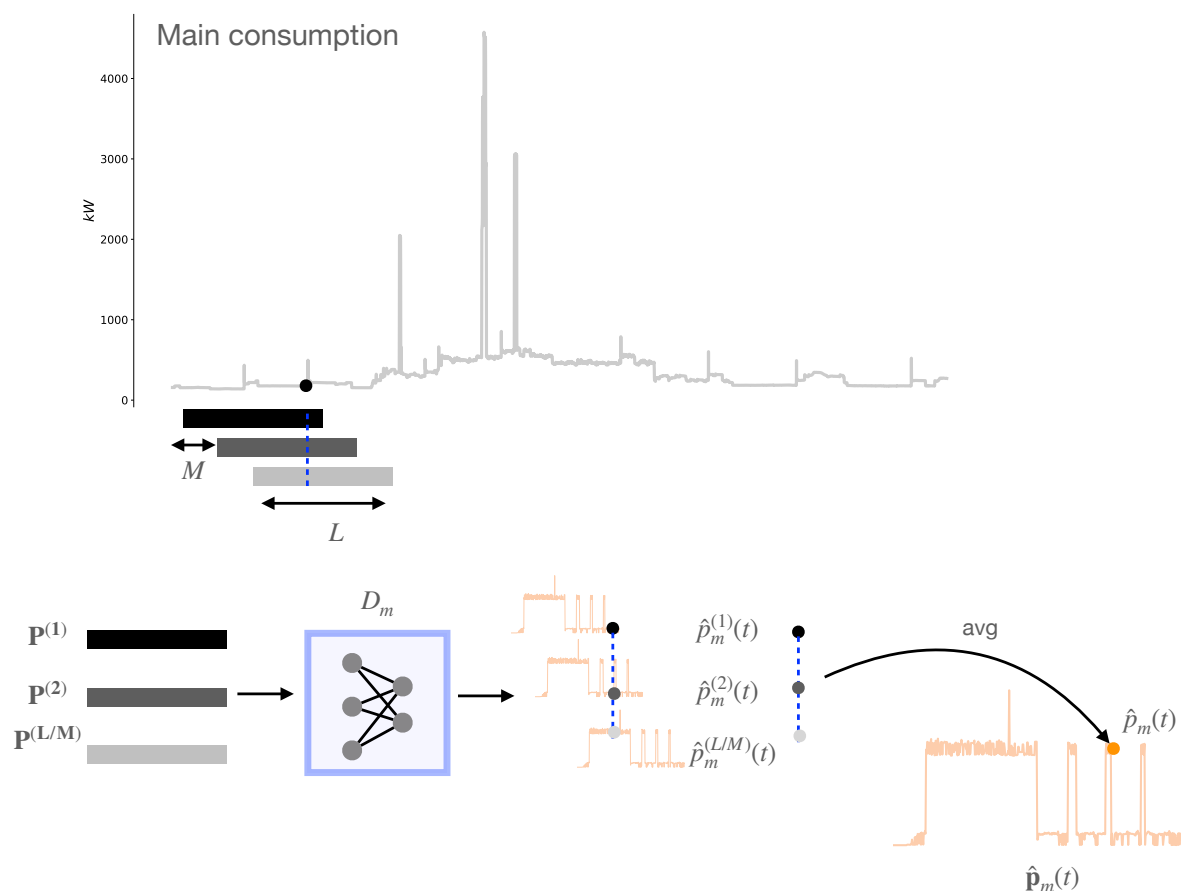 Main consumption
4000
3000
kW
2000
1000
0
M
L
D_m
P^(1)
P^(2)
P^(L/M)
p̂_m^(1)(t)
p̂_m^(2)(t)
p̂_m^(L/M)(t)
avg
p̂_m(t)
p̂_m(t)